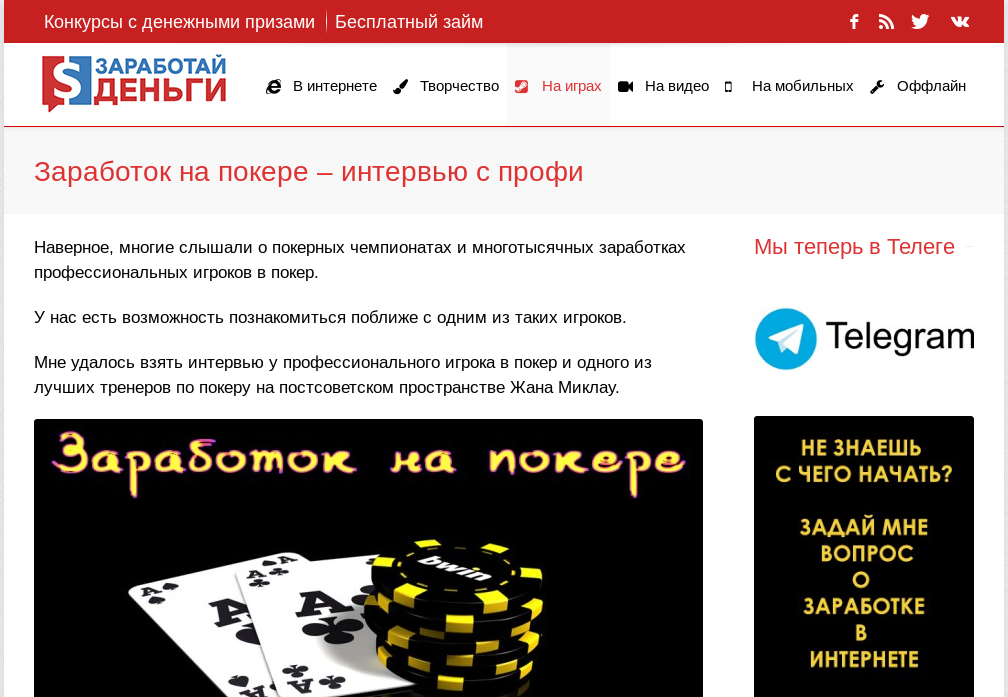 Конкурсы с денежными призами
Бесплатный займ
ЗАРАБОТАЙ
ДЕНЬГИ
В интернете
Творчество
На играх
На видео
На мобильных
Оффлайн
Заработок на покере – интервью с профи
Наверное, многие слышали о покерных чемпионатах и многотысячных заработках
профессиональных игроков в покер.
У нас есть возможность познакомиться поближе с одним из таких игроков.
Мне удалось взять интервью у профессионального игрока в покер и одного из
лучших тренеров по покеру на постсоветском пространстве Жана Миклау.
Заработок на покере
A
A
A
bwin
Мы теперь в Телеге
Telegram
НЕ ЗНАЕШЬ
С ЧЕГО НАЧАТЬ?
ЗАДАЙ МНЕ
ВОПРОС
О
ЗАРАБОТКЕ
В
ИНТЕРНЕТЕ